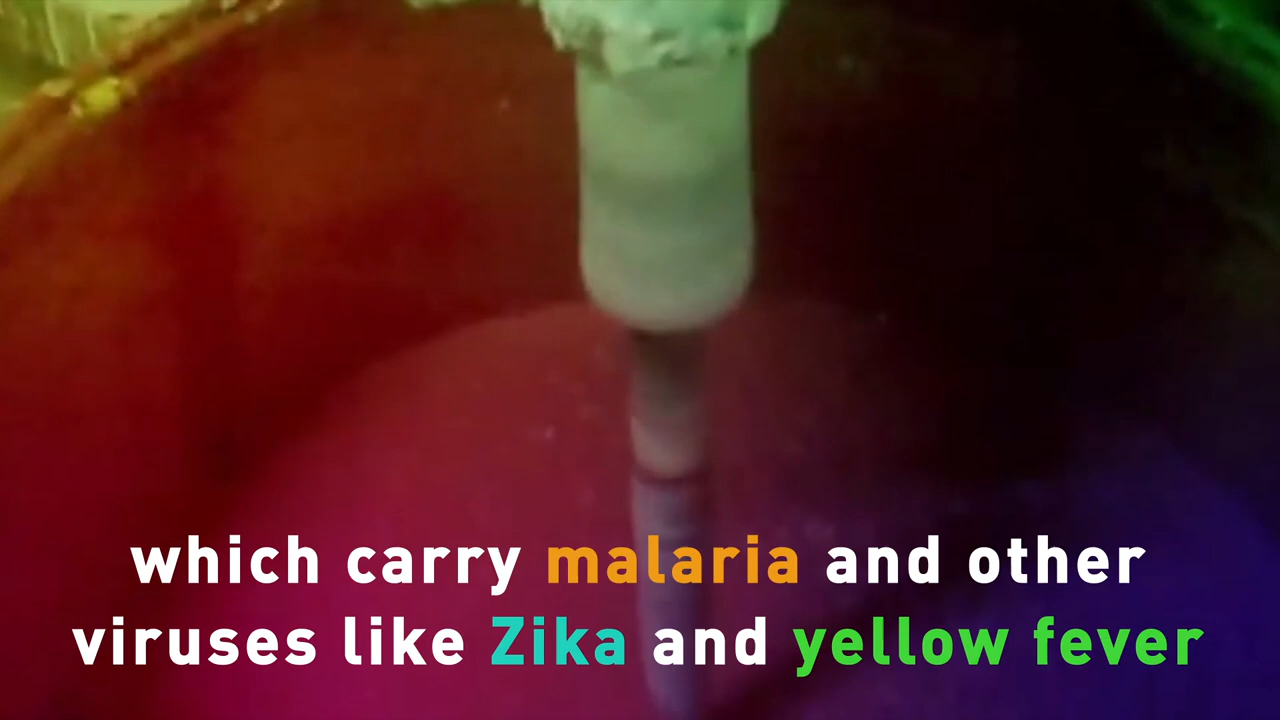 which carry malaria and other
viruses like Zika and yellow fever